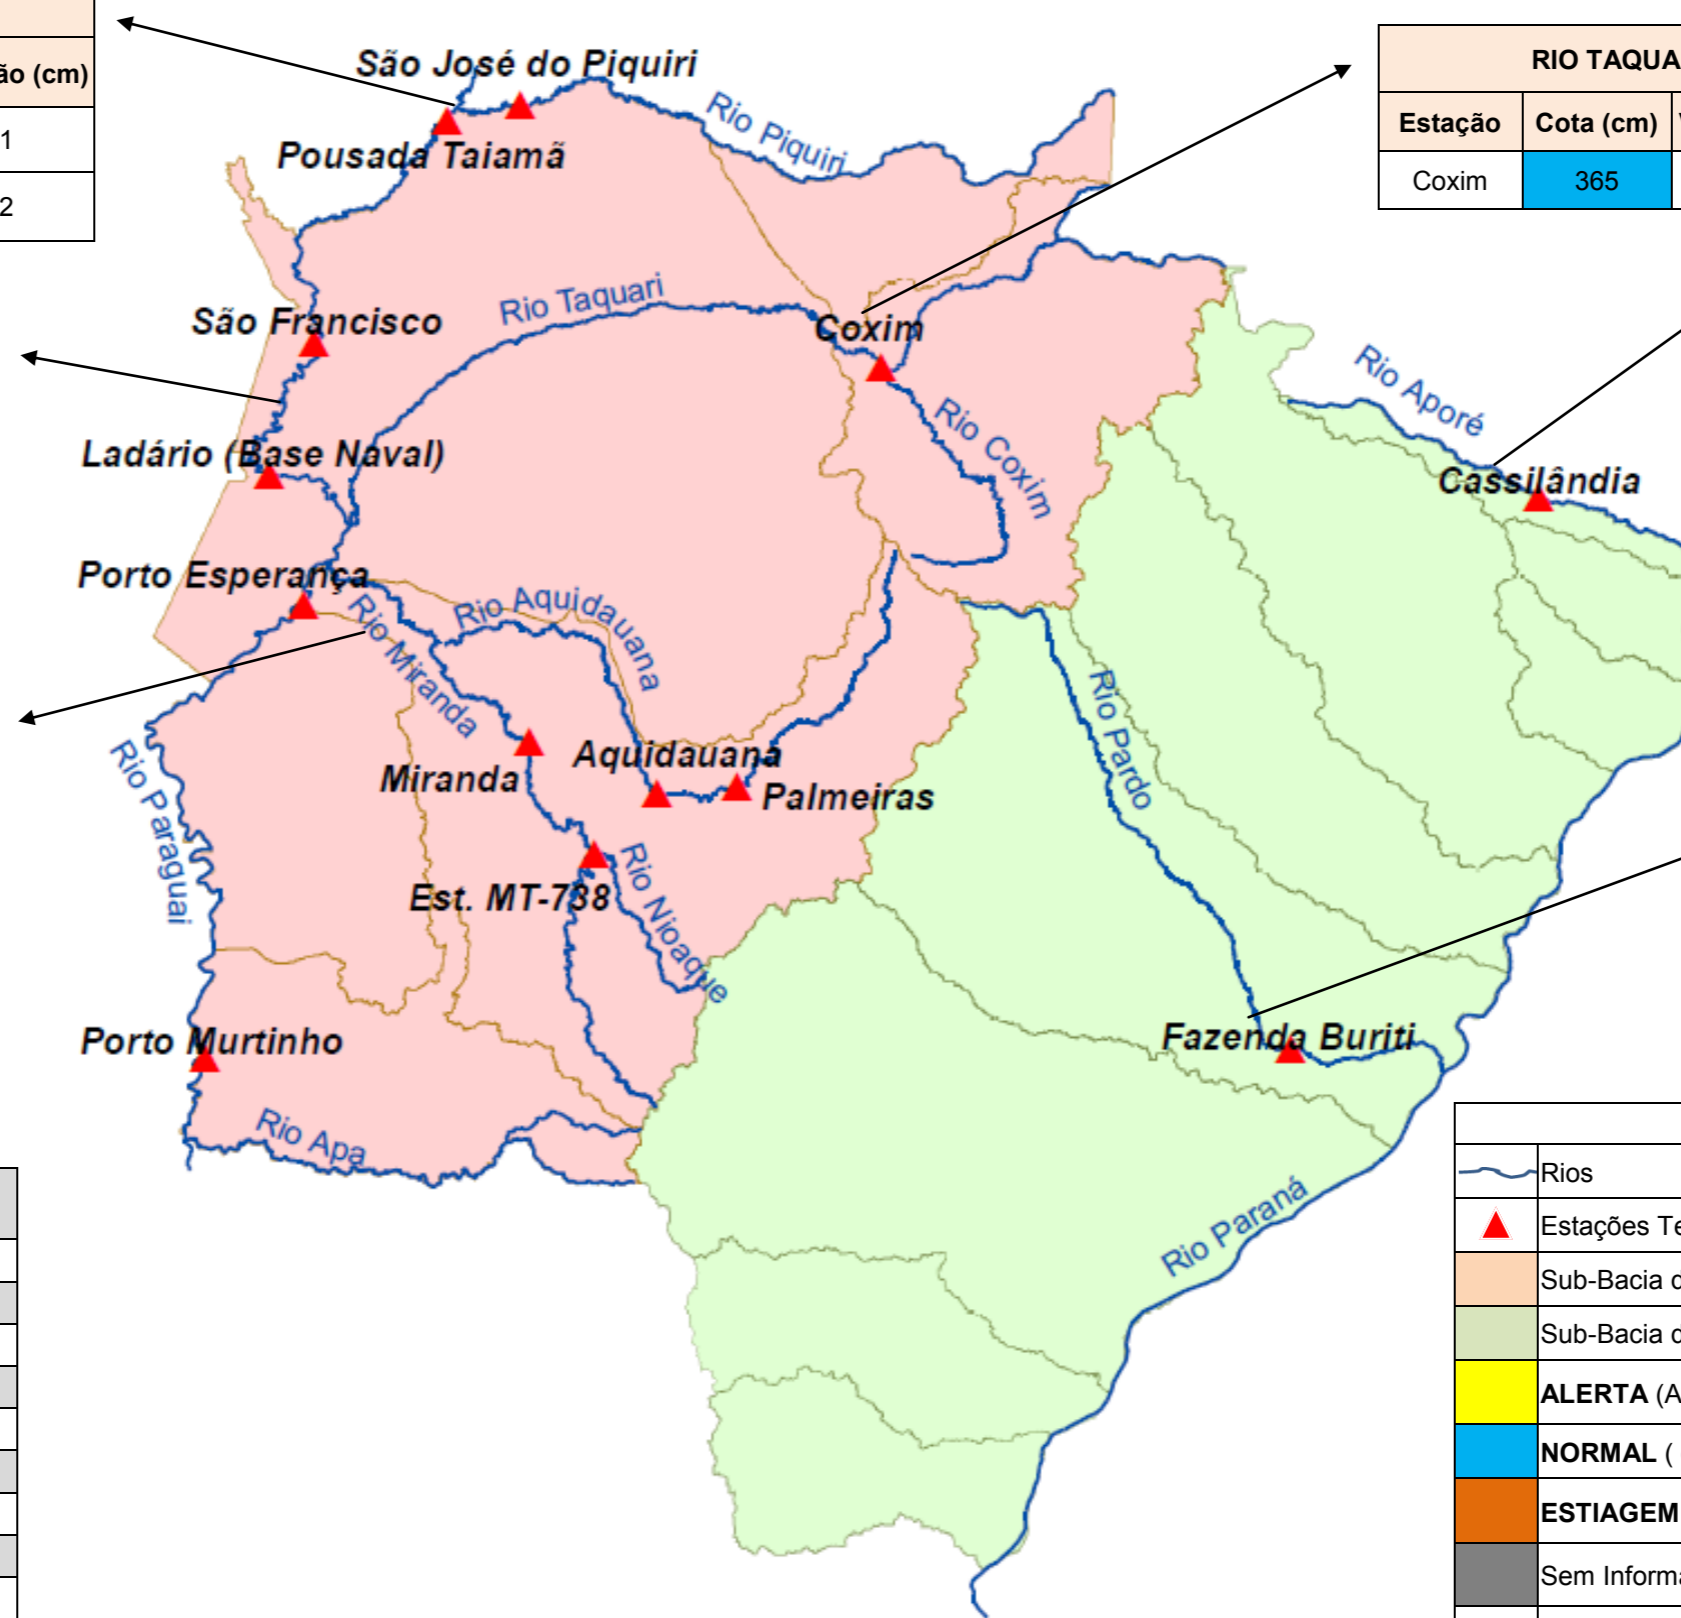 ão (cm)
1
2
RIO TAQUA
Estação Cota (cm)
Coxim 365
São José do Piquiri
Pousada Taiamã
Rio Piquiri
São Francisco
Rio Taquari
Coxim
Rio Aporé
Rio Coxim
Ladário (Base Naval)
Cassilândia
Porto Esperança
Rio Aquidauana
Rio Miranda
Rio Pardo
Aquidauana
Miranda
Palmeiras
Rio Paraguai
Est. MT-738
Rio Nioaque
Porto Murtinho
Fazenda Buriti
Rio Apa
Rio Paraná
Rios
Estações Te
Sub-Bacia d
Sub-Bacia d
ALERTA (A
NORMAL (
ESTIAGEM
Sem Informa